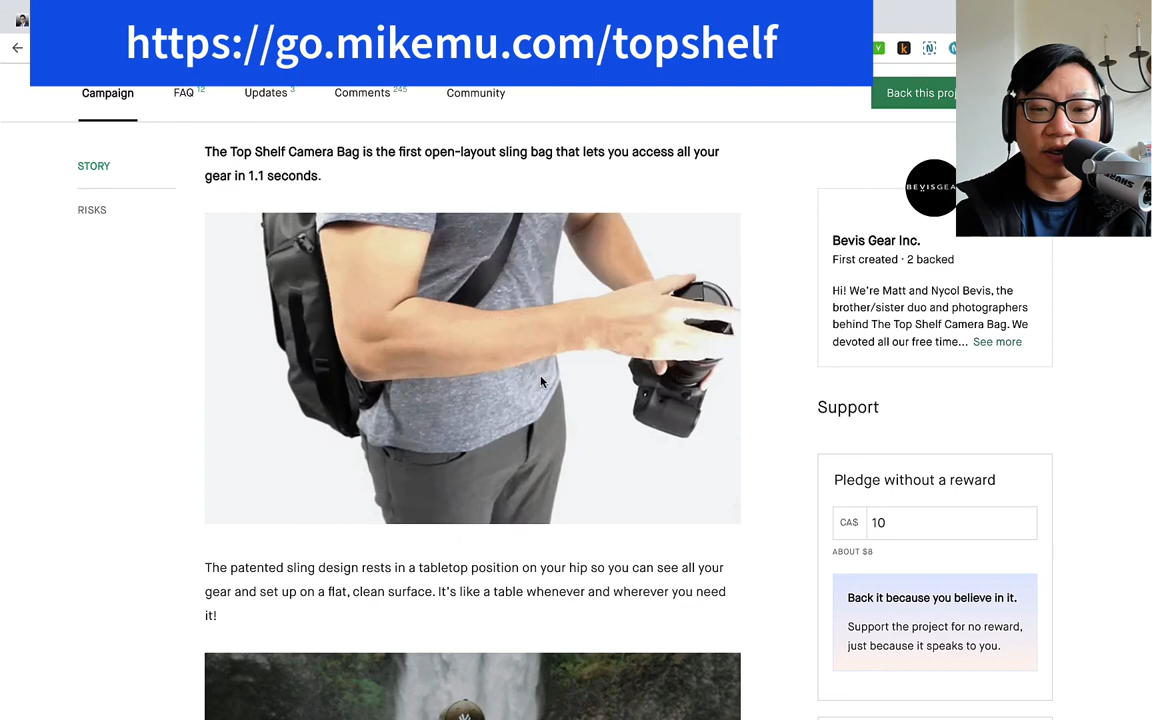 https://go.mikemu.com/topshelf
Campaign
FAQ 12
Updates 3
Comments 245
Community
Back this proj
STORY
RISKS
The Top Shelf Camera Bag is the first open-layout sling bag that lets you access all your
gear in 1.1 seconds.
BEVISGEA
Bevis Gear Inc.
First created · 2 backed
Hi! We're Matt and Nycol Bevis, the
brother/sister duo and photographers
behind The Top Shelf Camera Bag. We
devoted all our free time... See more
Support
Pledge without a reward
CA$ 10
ABOUT $8
Back it because you believe in it.
Support the project for no reward,
just because it speaks to you.
The patented sling design rests in a tabletop position on your hip so you can see all your
gear and set up on a flat, clean surface. It's like a table whenever and wherever you need
it!